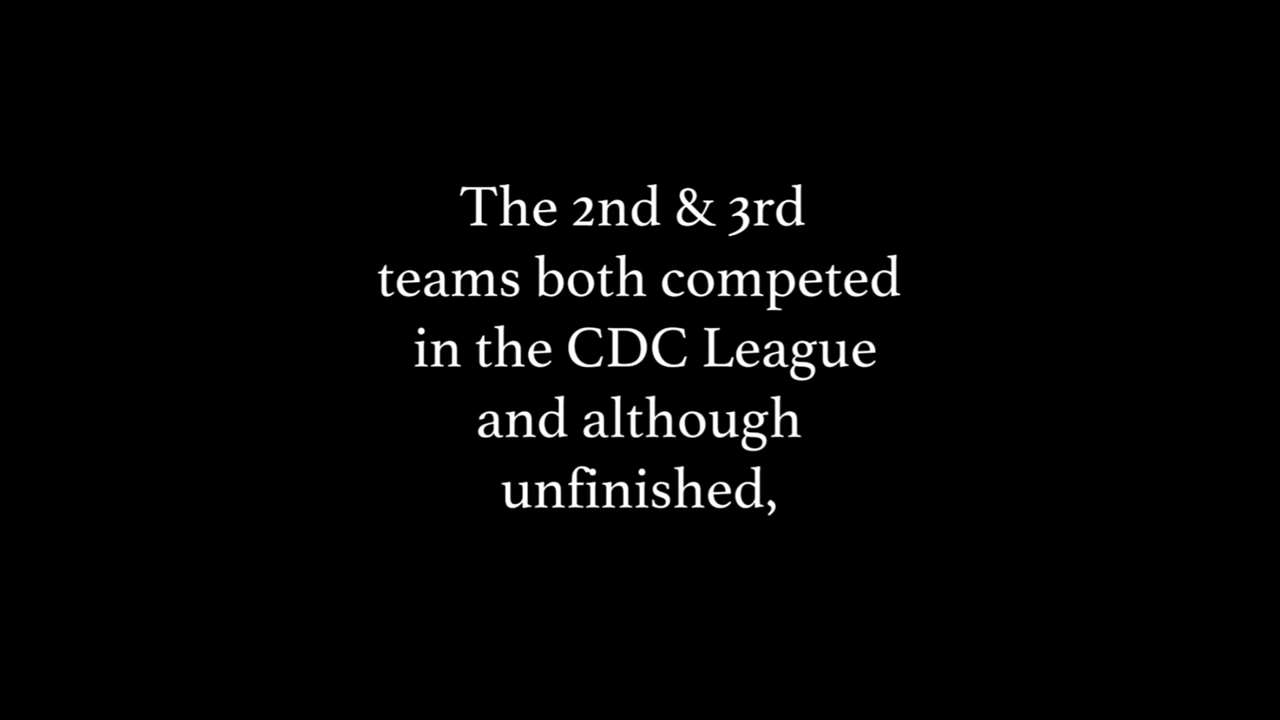 The 2nd & 3rd
teams both competed
in the CDC League
and although
unfinished,